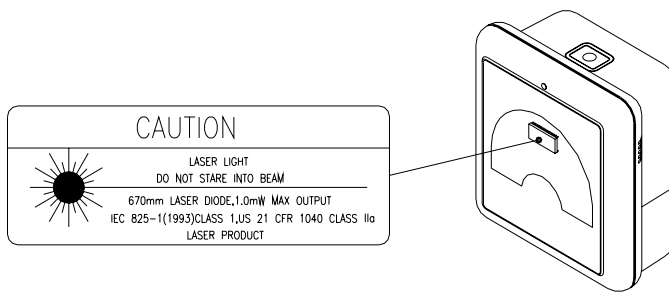 CAUTION
LASER LIGHT
DO NOT STARE INTO BEAM
670mm LASER DIODE,1.0mW MAX OUTPUT
IEC 825-1(1993)CLASS 1,US 21 CFR 1040 CLASS IIa
LASER PRODUCT